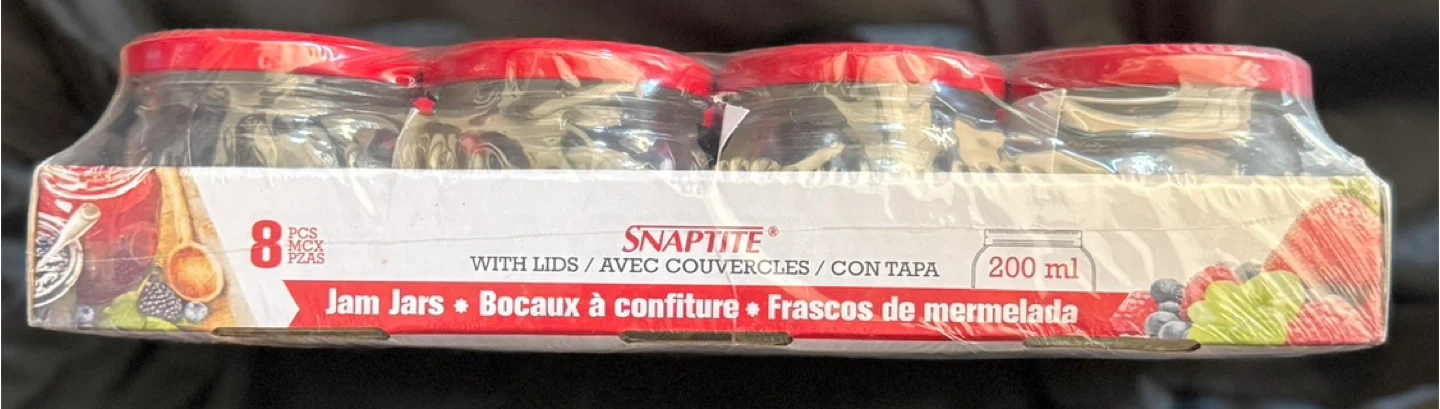 8 PCS
MCX
PZAS
SNAPTITE®
WITH LIDS / AVEC COUVERCLES / CON TAPA
200 ml
Jam Jars * Bocaux à confiture * Frascos de mermelada